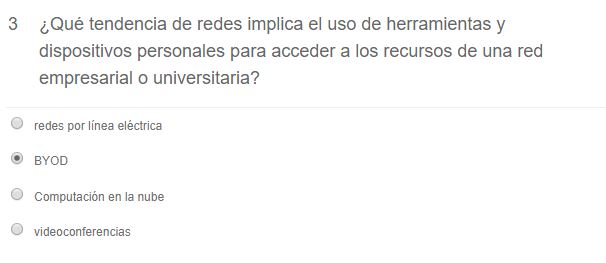 3 ¿Qué tendencia de redes implica el uso de herramientas y
dispositivos personales para acceder a los recursos de una red
empresarial o universitaria?
redes por línea eléctrica
BYOD
Computación en la nube
videoconferencias